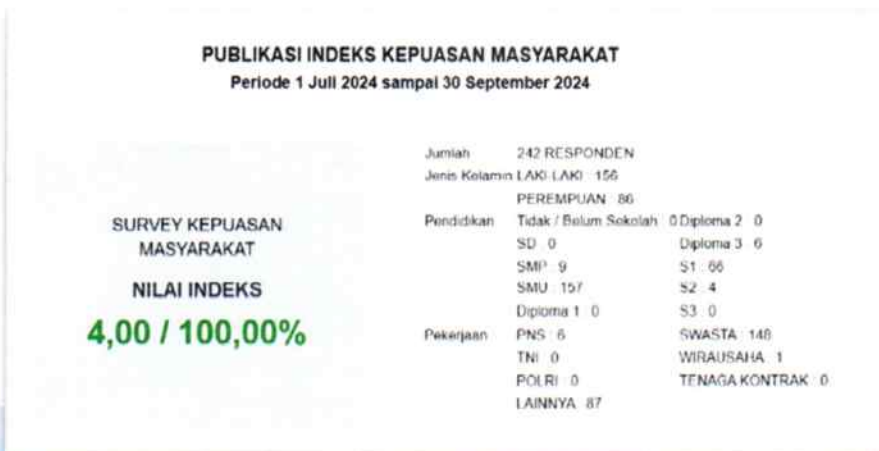 PUBLIKASI INDEKS KEPUASAN MASYARAKAT
Periode 1 Juli 2024 sampai 30 September 2024
SURVEY KEPUASAN
MASYARAKAT
NILAI INDEKS
4,00 / 100,00%
Jumlah 242 RESPONDEN
Jenis Kelamin LAKI-LAKI : 156
PEREMPUAN : 86
Pendidikan Tidak / Belum Sekolah : 0 Diploma 2 : 0
SD : 0 Diploma 3 : 6
SMP : 9 S1 : 66
SMU : 157 S2 : 4
Diploma 1 : 0 S3 : 0
Pekerjaan PNS : 6 SWASTA : 148
TNI : 0 WIRAUSAHA : 1
POLRI : 0 TENAGA KONTRAK : 0
LAINNYA : 87